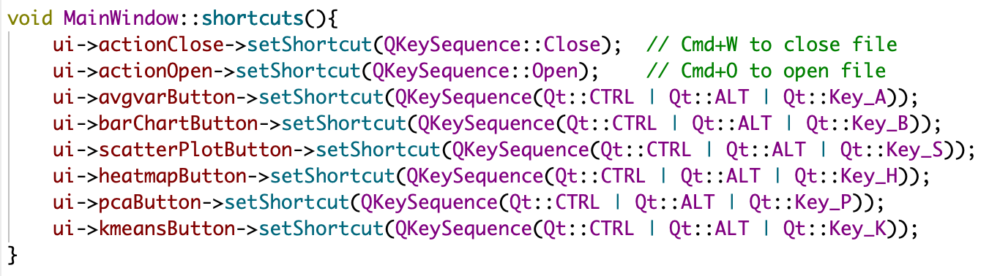 void MainWindow::shortcuts(){
    ui->actionClose->setShortcut(QKeySequence::Close);  // Cmd+W to close file
    ui->actionOpen->setShortcut(QKeySequence::Open);    // Cmd+O to open file
    ui->avgvarButton->setShortcut(QKeySequence(Qt::CTRL | Qt::ALT | Qt::Key_A));
    ui->barChartButton->setShortcut(QKeySequence(Qt::CTRL | Qt::ALT | Qt::Key_B));
    ui->scatterPlotButton->setShortcut(QKeySequence(Qt::CTRL | Qt::ALT | Qt::Key_S));
    ui->heatmapButton->setShortcut(QKeySequence(Qt::CTRL | Qt::ALT | Qt::Key_H));
    ui->pcaButton->setShortcut(QKeySequence(Qt::CTRL | Qt::ALT | Qt::Key_P));
    ui->kmeansButton->setShortcut(QKeySequence(Qt::CTRL | Qt::ALT | Qt::Key_K));
}